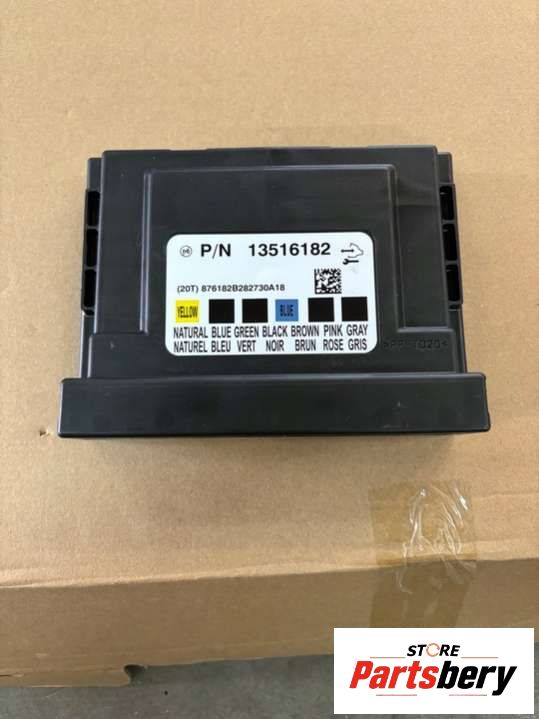 P/N 13516182
(20T) 876182B282730A18
YELLOW BLUE
NATURAL BLUE GREEN BLACK BROWN PINK GRAY
NATUREL BLEU VERT NOIR BRUN ROSE GRIS
STORE
Partsbery